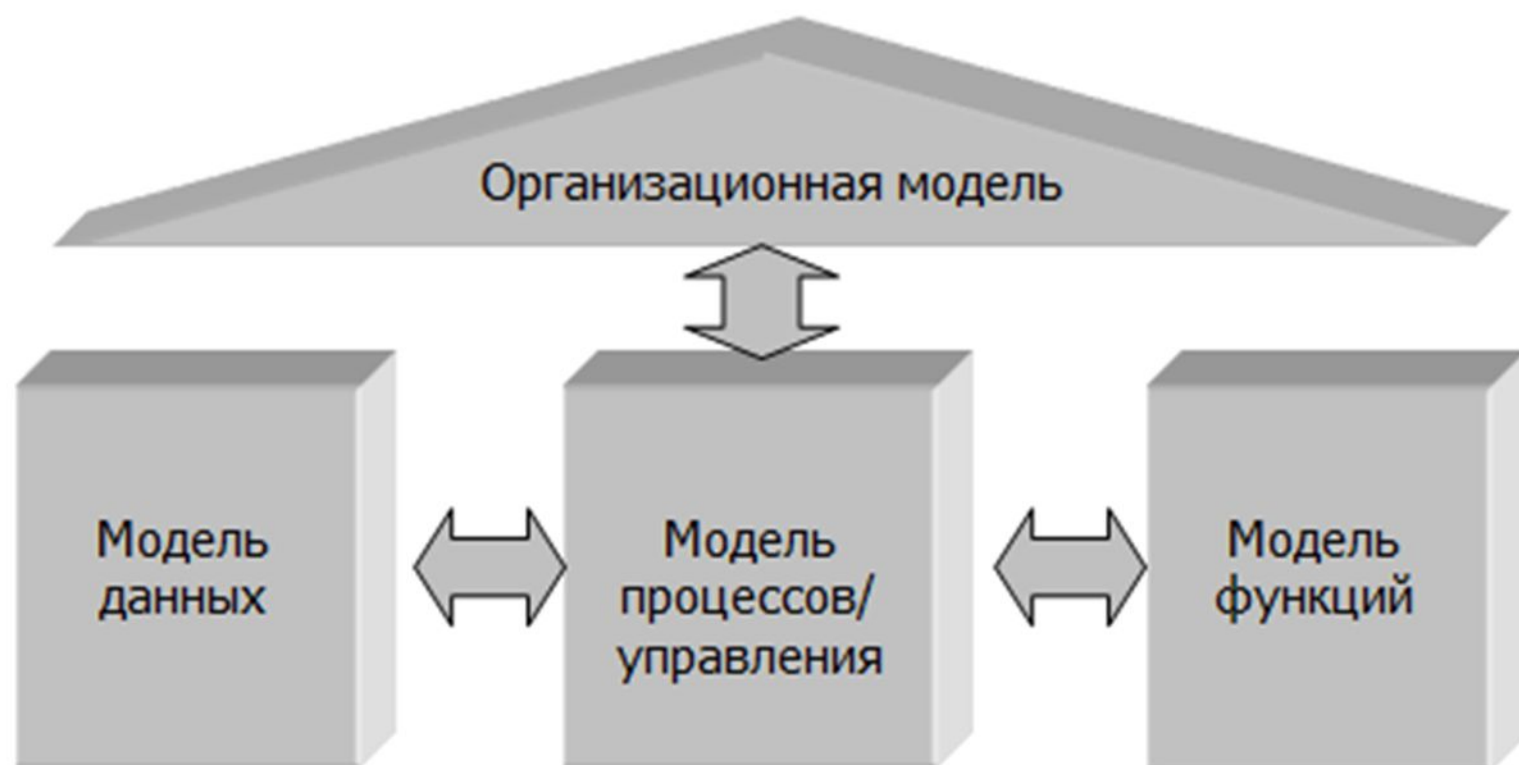 Организационная модель
Модель
данных
Модель
процессов/
управления
Модель
функций